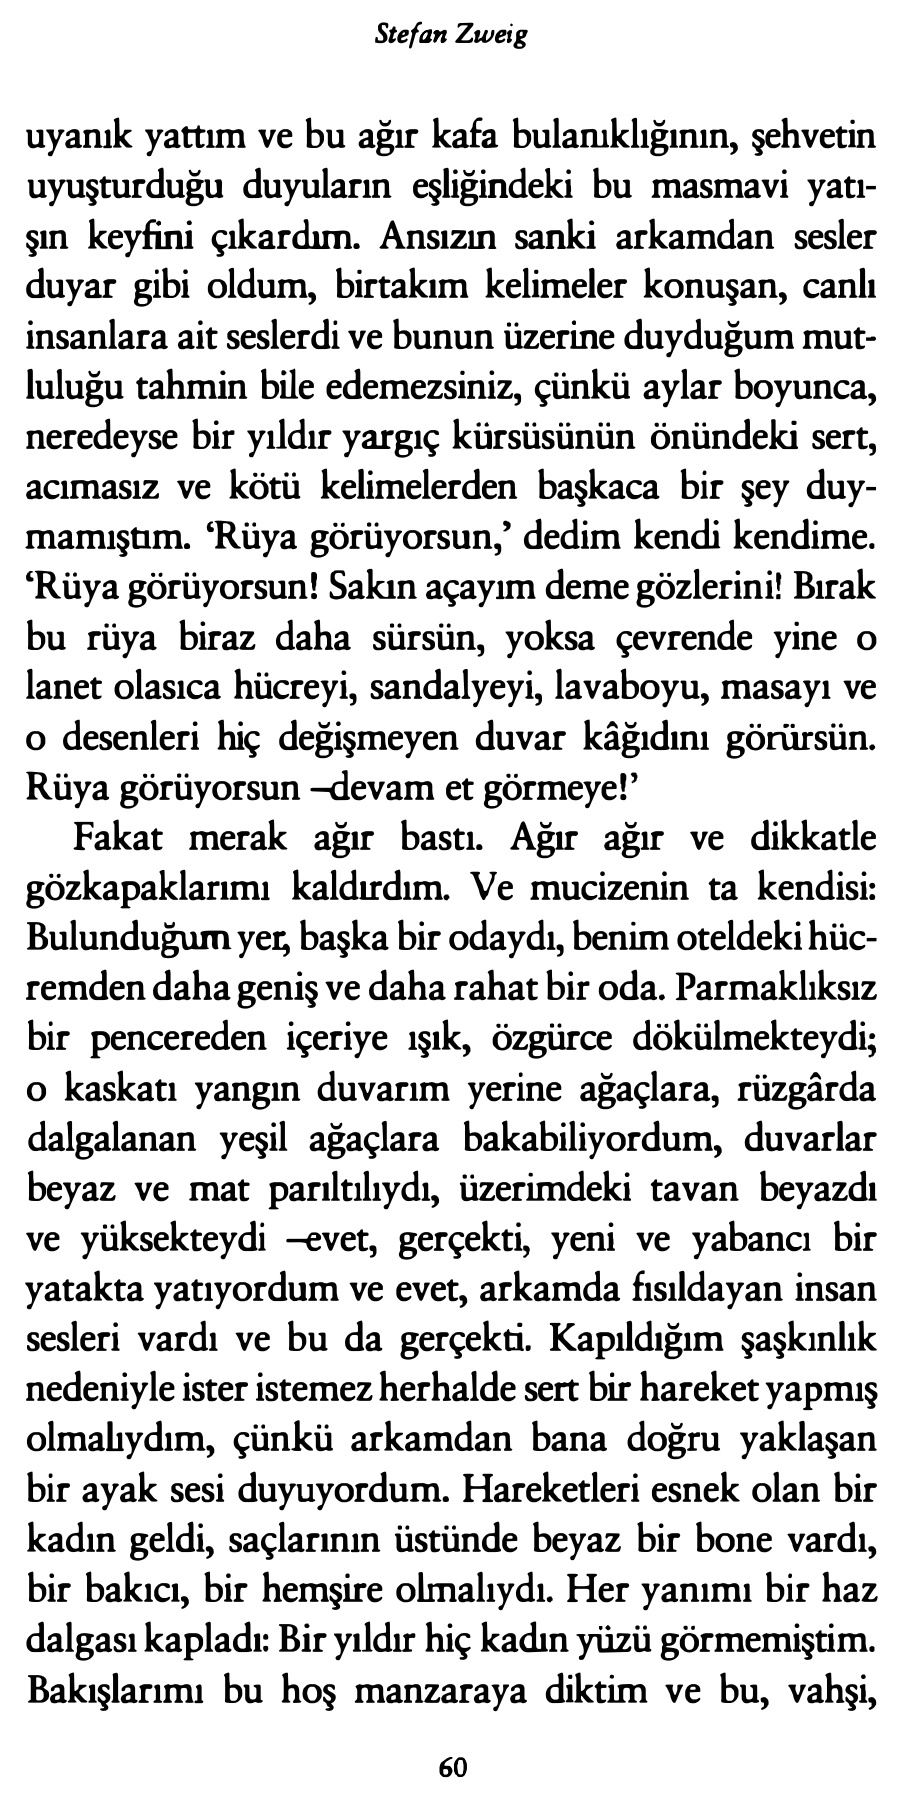 Stefan Zweig
uyanık yattım ve bu ağır kafa bulanıklığının, şehvetin
uyuşturduğu duyuların eşliğindeki bu masmavi yatı-
şın keyfini çıkardım. Ansızın sanki arkamdan sesler
duyar gibi oldum, birtakım kelimeler konuşan, canlı
insanlara ait seslerdi ve bunun üzerine duyduğum mut-
luluğu tahmin bile edemezsiniz, çünkü aylar boyunca,
neredeyse bir yıldır yargıç kürsüsünün önündeki sert,
acımasız ve kötü kelimelerden başkaca bir şey duy-
mamıştım. ‘Rüya görüyorsun,’ dedim kendi kendime.
‘Rüya görüyorsun! Sakın açayım deme gözlerini! Bırak
bu rüya biraz daha sürsün, yoksa çevrende yine o
lanet olasıca hücreyi, sandalyeyi, lavaboyu, masayı ve
o desenleri hiç değişmeyen duvar kâğıdını görürsün.
Rüya görüyorsun –devam et görmeye!’
Fakat merak ağır bastı. Ağır ağır ve dikkatle
gözkapaklarımı kaldırdım. Ve mucizenin ta kendisi:
Bulunduğum yer, başka bir odaydı, benim oteldeki hüc-
remden daha geniş ve daha rahat bir oda. Parmaklıksız
bir pencereden içeriye ışık, özgürce dökülmekteydi;
o kaskatı yangın duvarım yerine ağaçlara, rüzgârda
dalgalanan yeşil ağaçlara bakabiliyordum, duvarlar
beyaz ve mat parıltılıydı, üzerimdeki tavan beyazdı
ve yüksekteydi –evet, gerçekti, yeni ve yabancı bir
yatakta yatıyordum ve evet, arkamda fısıldayan insan
sesleri vardı ve bu da gerçekti. Kapıldığım şaşkınlık
nedeniyle ister istemez herhalde sert bir hareket yapmış
olmalıydım, çünkü arkamdan bana doğru yaklaşan
bir ayak sesi duyuyordum. Hareketleri esnek olan bir
kadın geldi, saçlarının üstünde beyaz bir bone vardı,
bir bakıcı, bir hemşire olmalıydı. Her yanımı bir haz
dalgası kapladı: Bir yıldır hiç kadın yüzü görmemiştim.
Bakışlarımı bu hoş manzaraya diktim ve bu, vahşi,
60